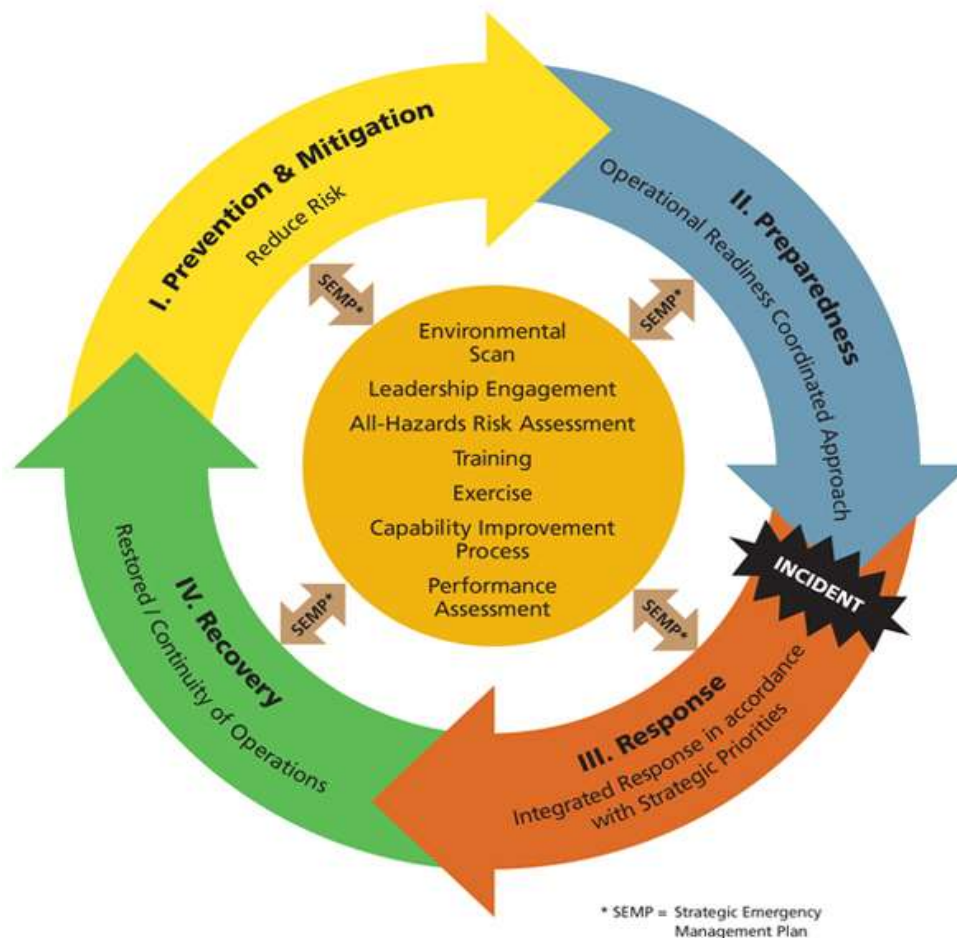 I. Prevention & Mitigation
Reduce Risk
II. Preparedness
Operational Readiness Coordinated Approach
INCIDENT
III. Response
Integrated Response in accordance
with Strategic Priorities
IV. Recovery
Restored / Continuity of Operations
SEMP*
SEMP*
SEMP*
SEMP*
Environmental
Scan
Leadership Engagement
All-Hazards Risk Assessment
Training
Exercise
Capability Improvement
Process
Performance
Assessment
* SEMP = Strategic Emergency
Management Plan